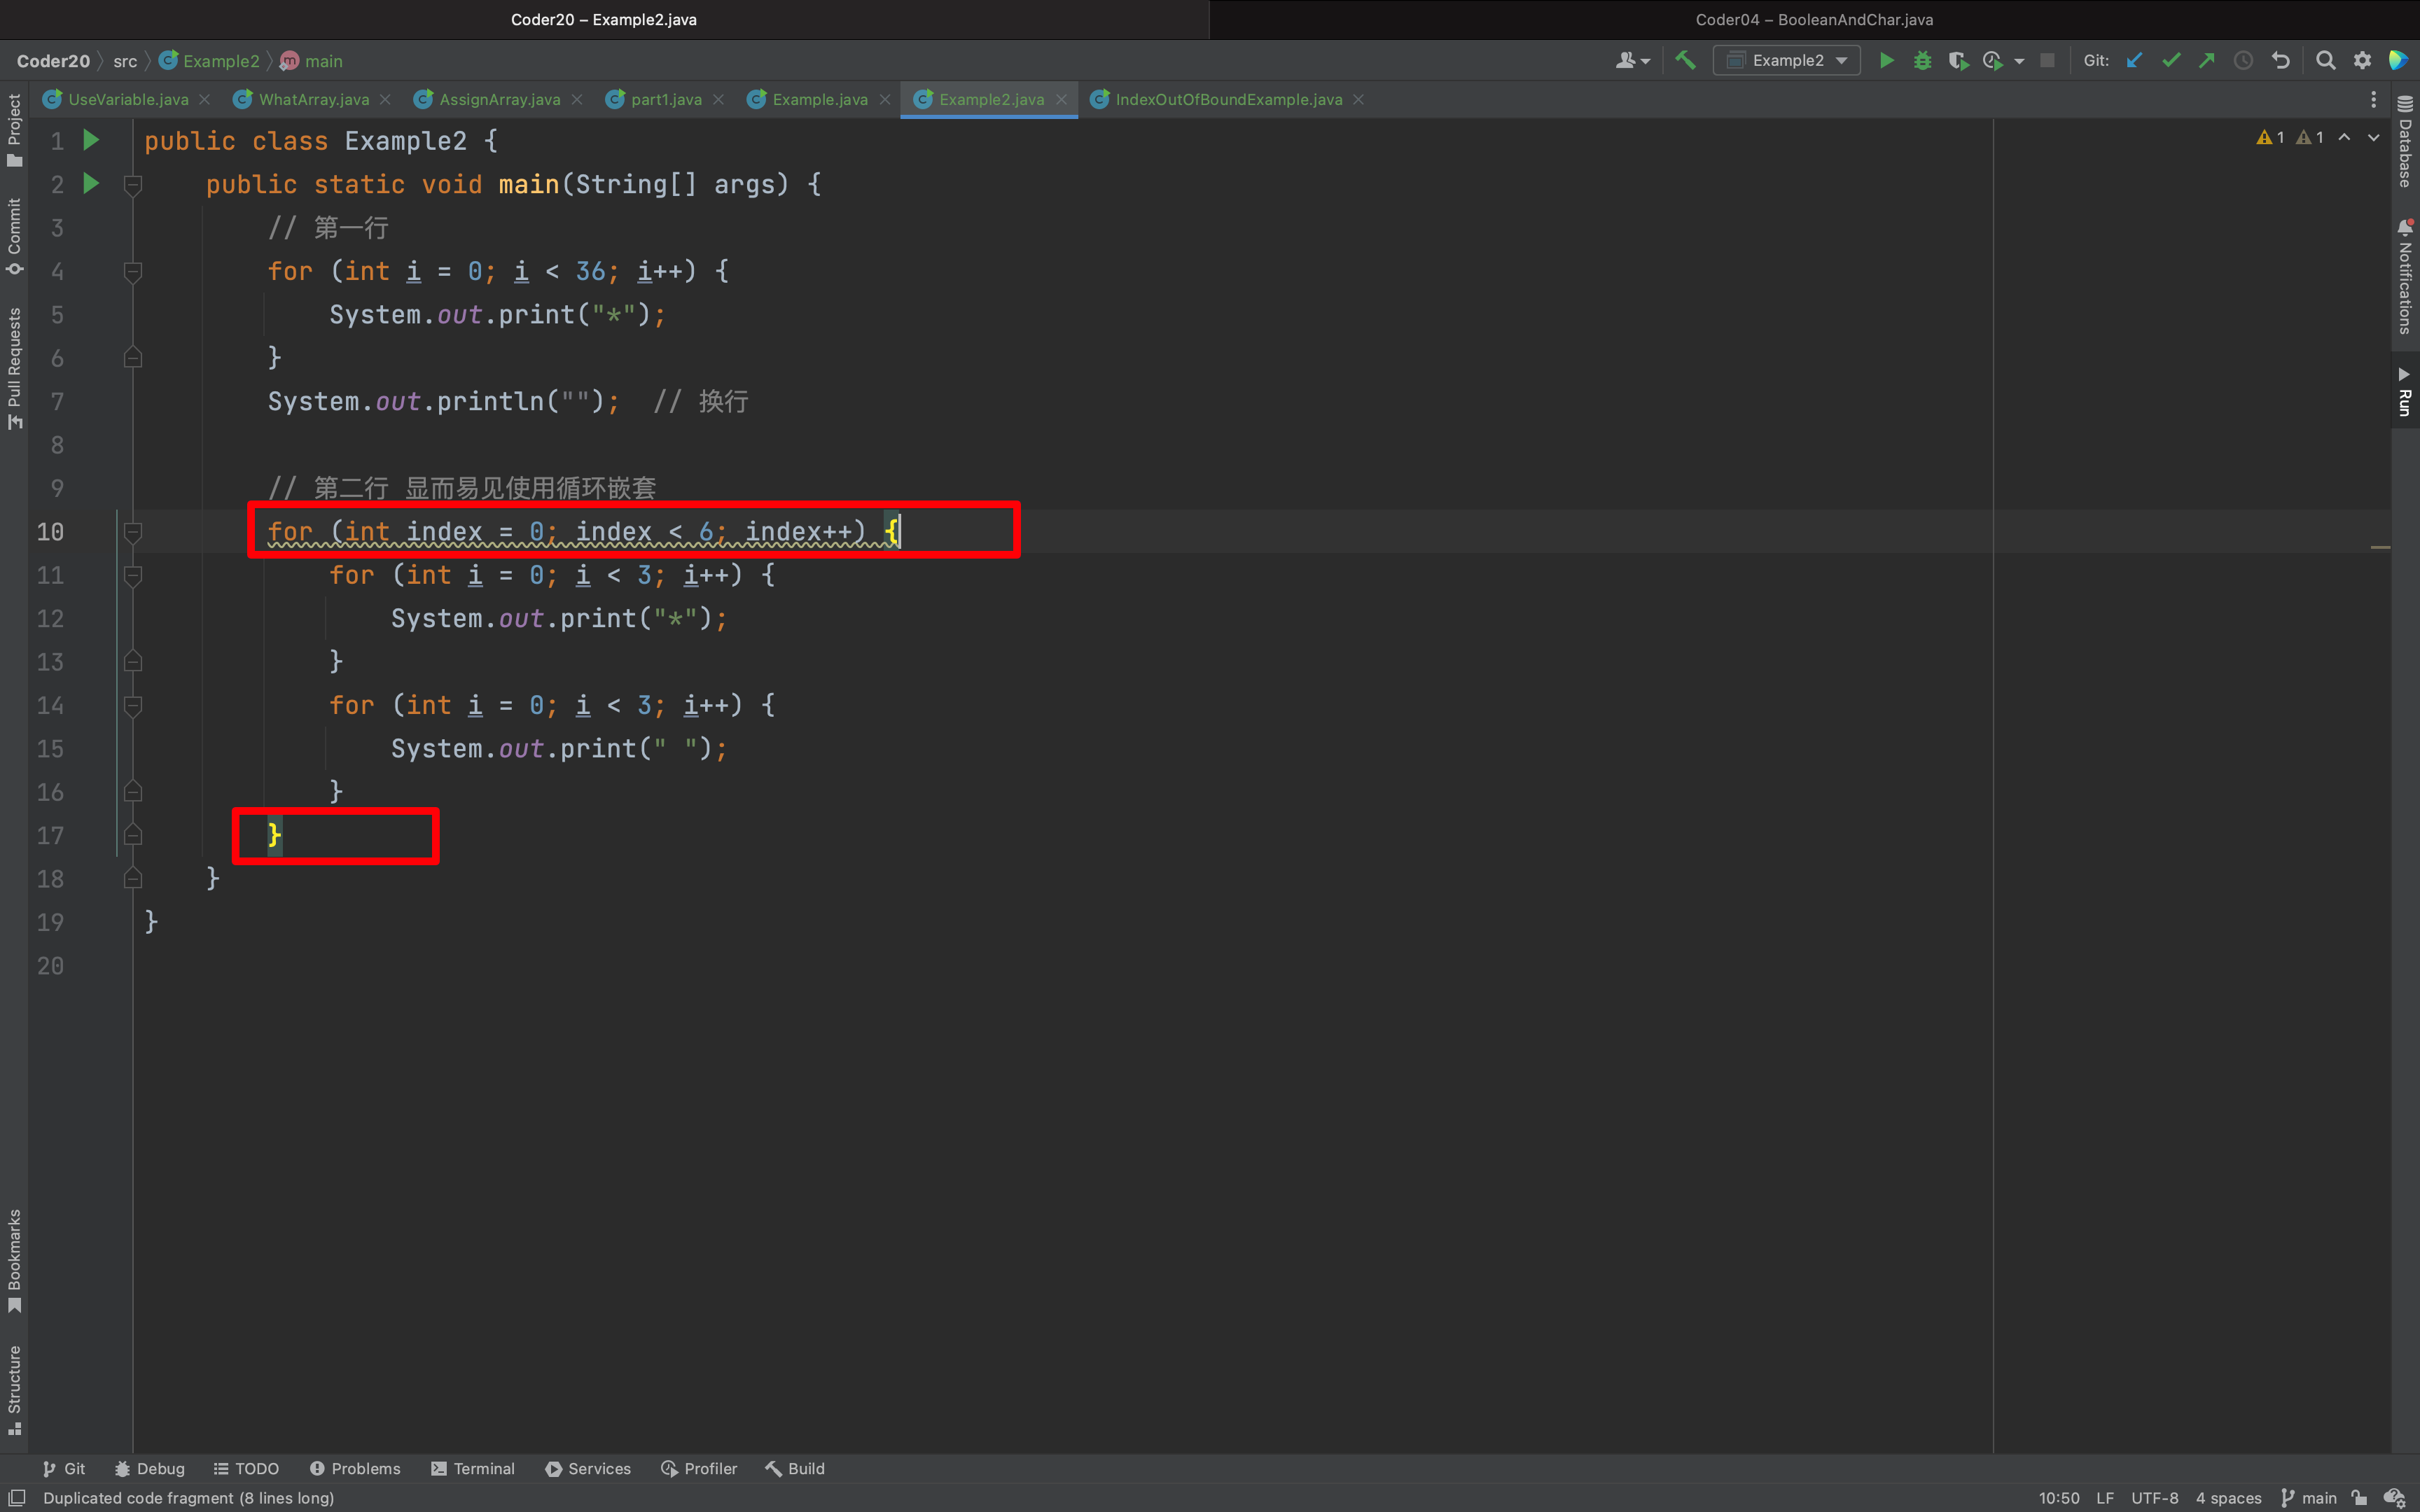 Coder20 – Example2.java
Coder04 – BooleanAndChar.java
Coder20 src Example2 main
Example2 Git:
UseVariable.java WhatArray.java AssignArray.java part1.java Example.java Example2.java IndexOutOfBoundExample.java
Project
Commit
Pull Requests
Bookmarks
Structure
1 public class Example2 {
2 public static void main(String[] args) {
3 // 第一行
4 for (int i = 0; i < 36; i++) {
5 System.out.print("*");
6 }
7 System.out.println(""); // 换行
8
9 // 第二行 显而易见使用循环嵌套
10 for (int index = 0; index < 6; index++) {
11 for (int i = 0; i < 3; i++) {
12 System.out.print("*");
13 }
14 for (int i = 0; i < 3; i++) {
15 System.out.print(" ");
16 }
17 }
18 }
19 }
20
1 1
Database
Notifications
Run
Git Debug TODO Problems Terminal Services Profiler Build
Duplicated code fragment (8 lines long)
10:50 LF UTF-8 4 spaces main